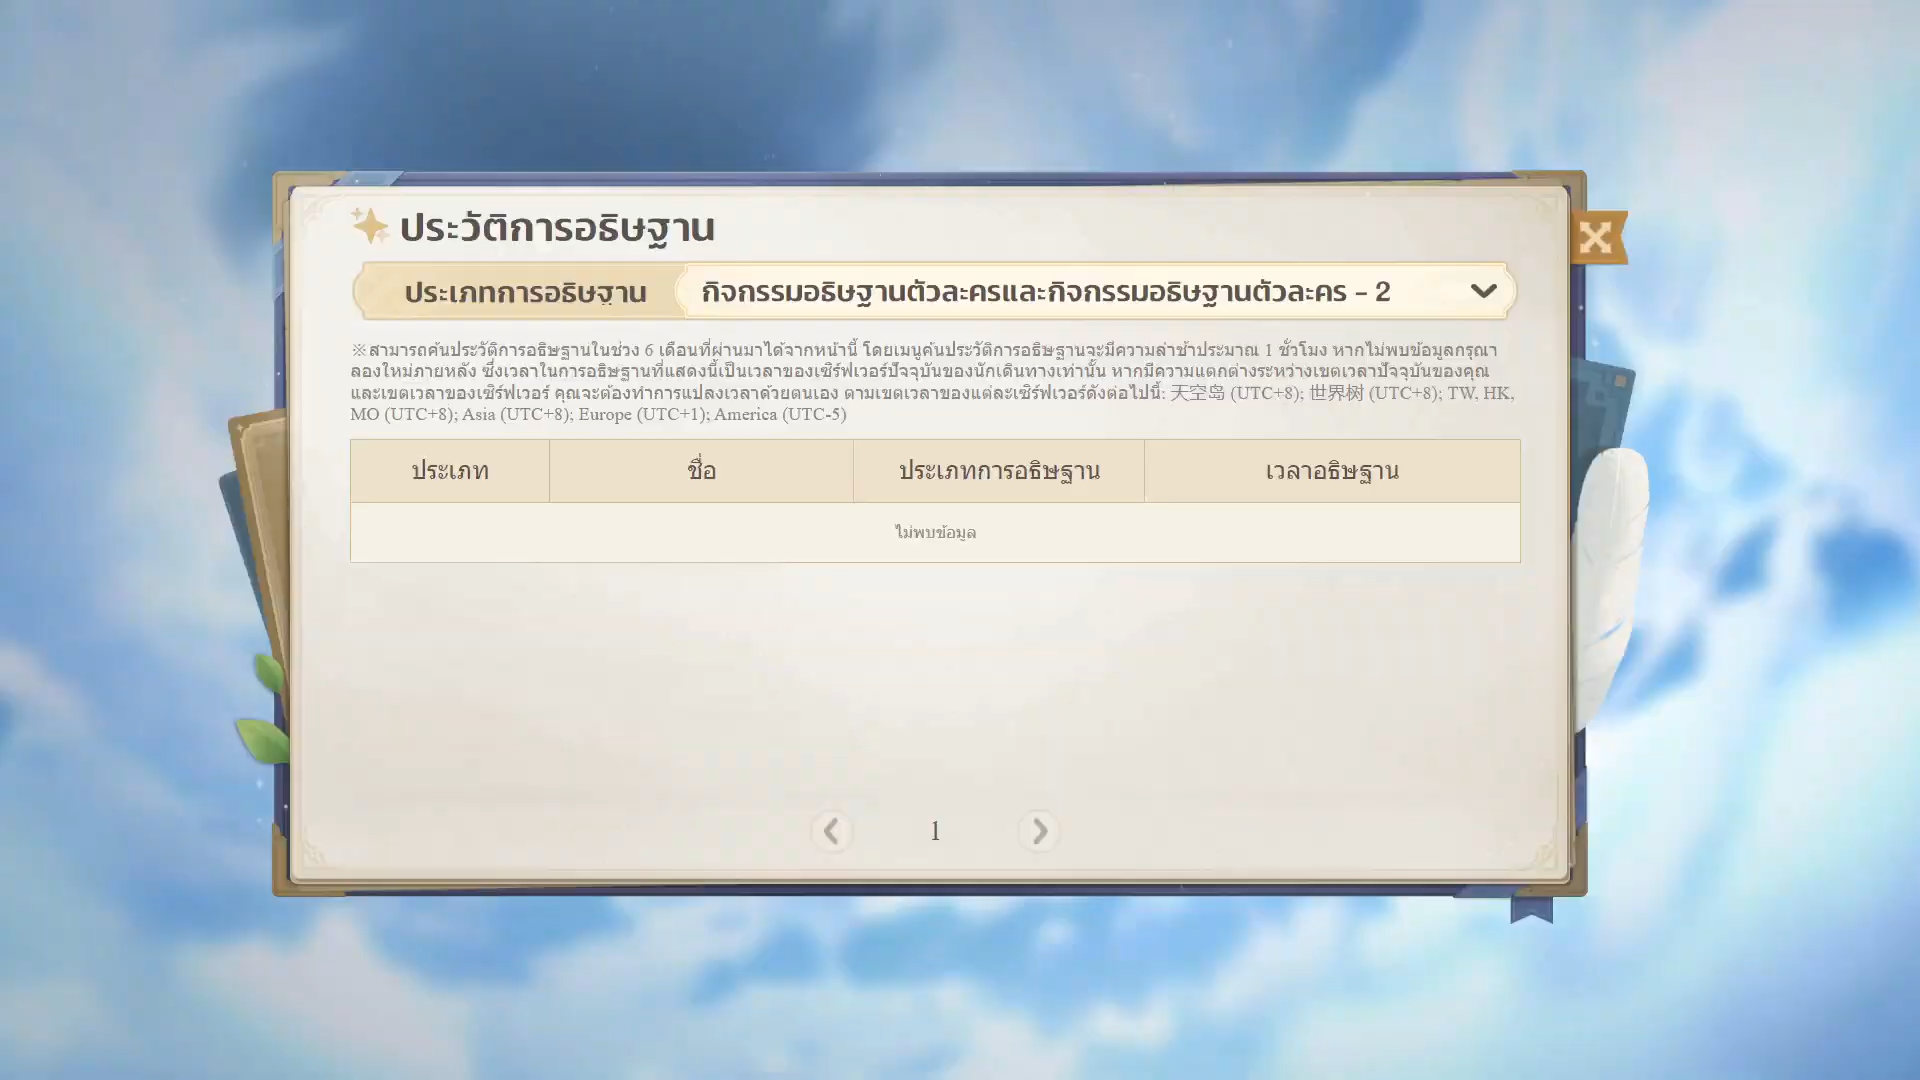 ประวัติการอธิษฐาน
ประเภทการอธิษฐาน
กิจกรรมอธิษฐานตัวละครและกิจกรรมอธิษฐานตัวละคร - 2
※สามารถค้นประวัติการอธิษฐานในช่วง 6 เดือนที่ผ่านมาได้จากหน้านี้ โดยเมนูค้นประวัติการอธิษฐานจะมีความล่าช้าประมาณ 1 ชั่วโมง หากไม่พบข้อมูลกรุณา
ลองใหม่ภายหลัง ซึ่งเวลาในการอธิษฐานที่แสดงนี้เป็นเวลาของเซิร์ฟเวอร์ปัจจุบันของนักเดินทางเท่านั้น หากมีความแตกต่างระหว่างเขตเวลาปัจจุบันของคุณ
และเขตเวลาของเซิร์ฟเวอร์ คุณจะต้องทำการแปลงเวลาด้วยตนเอง ตามเขตเวลาของแต่ละเซิร์ฟเวอร์ดังต่อไปนี้: 天空岛 (UTC+8); 世界树 (UTC+8); TW, HK,
MO (UTC+8); Asia (UTC+8); Europe (UTC+1); America (UTC-5)
ประเภท
ชื่อ
ประเภทการอธิษฐาน
เวลาอธิษฐาน
ไม่พบข้อมูล
1